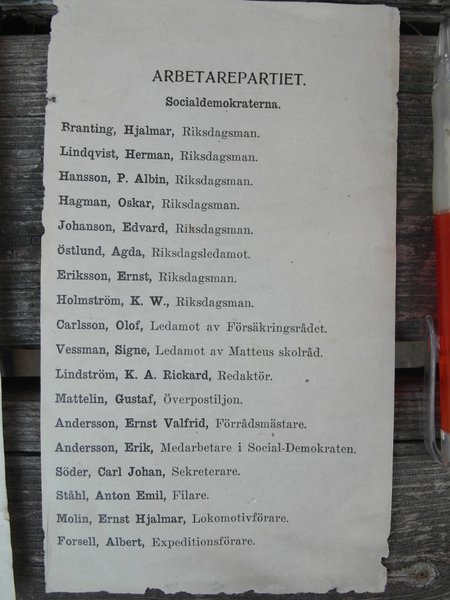 ARBETAREPARTIET.
Socialdemokraterna.
Branting, Hjalmar, Riksdagsman.
Lindqvist, Herman, Riksdagsman.
Hansson, P. Albin, Riksdagsman.
Hagman, Oskar, Riksdagsman.
Johanson, Edvard, Riksdagsman.
Östlund, Agda, Riksdagsledamot.
Eriksson, Ernst, Riksdagsman.
Holmström, K. W., Riksdagsman.
Carlsson, Olof, Ledamot av Försäkringsrådet.
Vessman, Signe, Ledamot av Matteus skolråd.
Lindström, K. A. Rickard, Redaktör.
Mattelin, Gustaf, Överpostiljon.
Andersson, Ernst Valfrid, Förrådsmästare.
Andersson, Erik, Medarbetare i Social-Demokraten.
Söder, Carl Johan, Sekreterare.
Ståhl, Anton Emil, Filare.
Molin, Ernst Hjalmar, Lokomotivförare.
Forsell, Albert, Expeditionsförare.